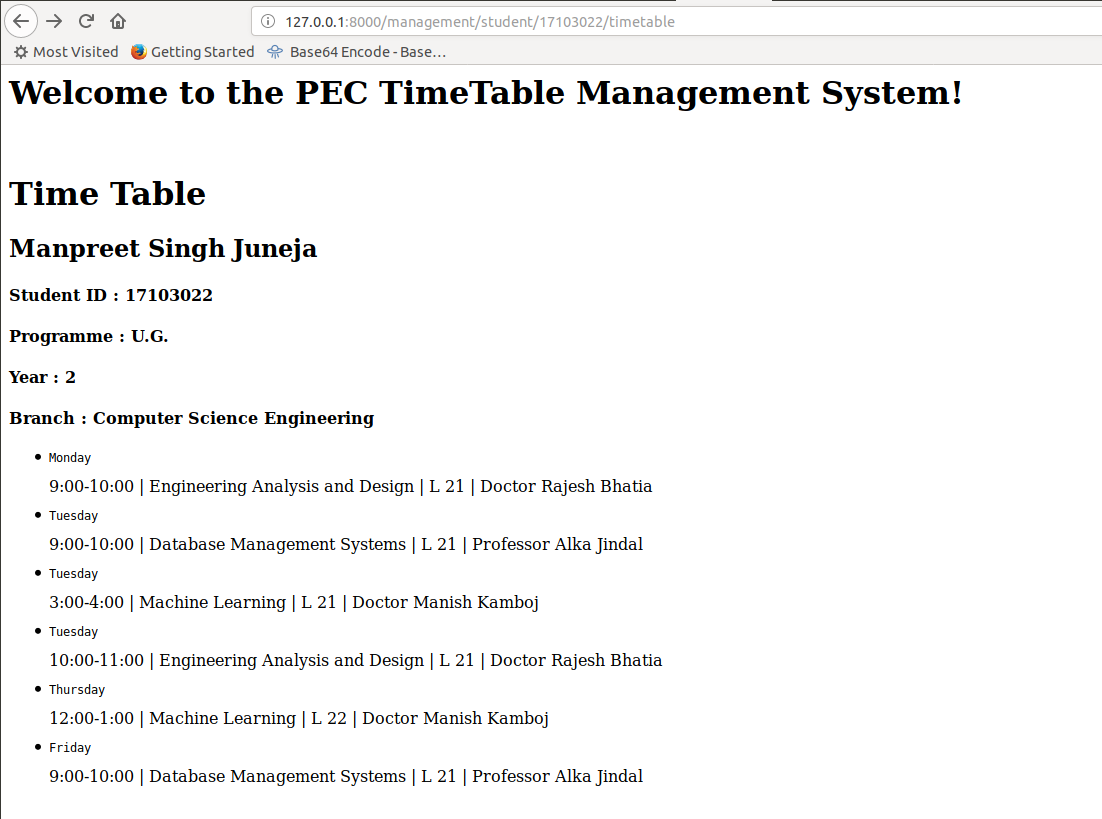 127.0.0.1:8000/management/student/17103022/timetable
Most Visited Getting Started Base64 Encode - Base…
Welcome to the PEC TimeTable Management System!
Time Table
Manpreet Singh Juneja
Student ID : 17103022
Programme : U.G.
Year : 2
Branch : Computer Science Engineering
Monday
9:00-10:00 | Engineering Analysis and Design | L 21 | Doctor Rajesh Bhatia
Tuesday
9:00-10:00 | Database Management Systems | L 21 | Professor Alka Jindal
Tuesday
3:00-4:00 | Machine Learning | L 21 | Doctor Manish Kamboj
Tuesday
10:00-11:00 | Engineering Analysis and Design | L 21 | Doctor Rajesh Bhatia
Thursday
12:00-1:00 | Machine Learning | L 22 | Doctor Manish Kamboj
Friday
9:00-10:00 | Database Management Systems | L 21 | Professor Alka Jindal